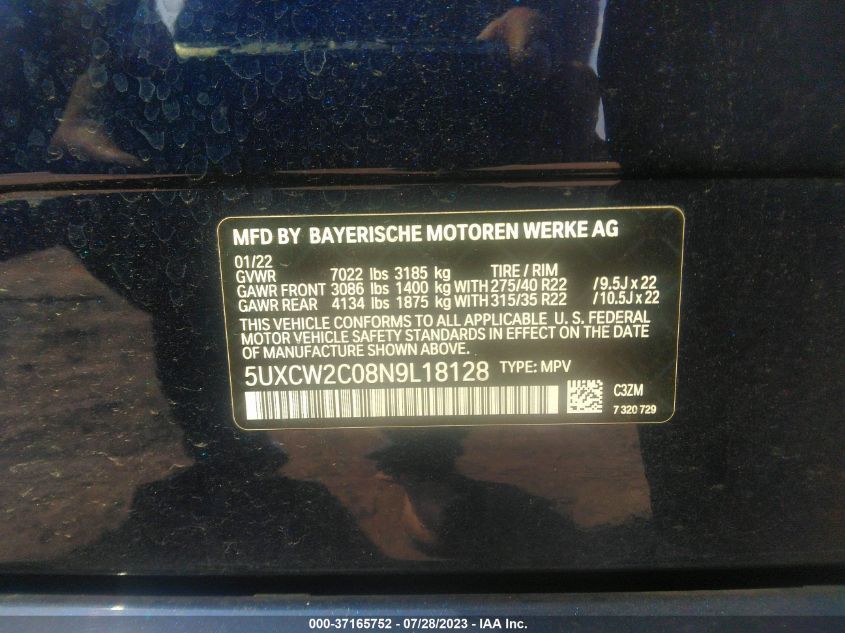 MFD BY BAYERISCHE MOTOREN WERKE AG
01/22
GVWR 7022 lbs 3185 kg TIRE / RIM
GAWR FRONT 3086 lbs 1400 kg WITH 275/40 R22 / 9.5J x 22
GAWR REAR 4134 lbs 1875 kg WITH 315/35 R22 / 10.5J x 22
THIS VEHICLE CONFORMS TO ALL APPLICABLE U. S. FEDERAL
MOTOR VEHICLE SAFETY STANDARDS IN EFFECT ON THE DATE
OF MANUFACTURE SHOWN ABOVE.
5UXCW2C08N9L18128 TYPE: MPV
C3ZM
7 320 729
000-37165752 / 07/28/2023 - IAA Inc.